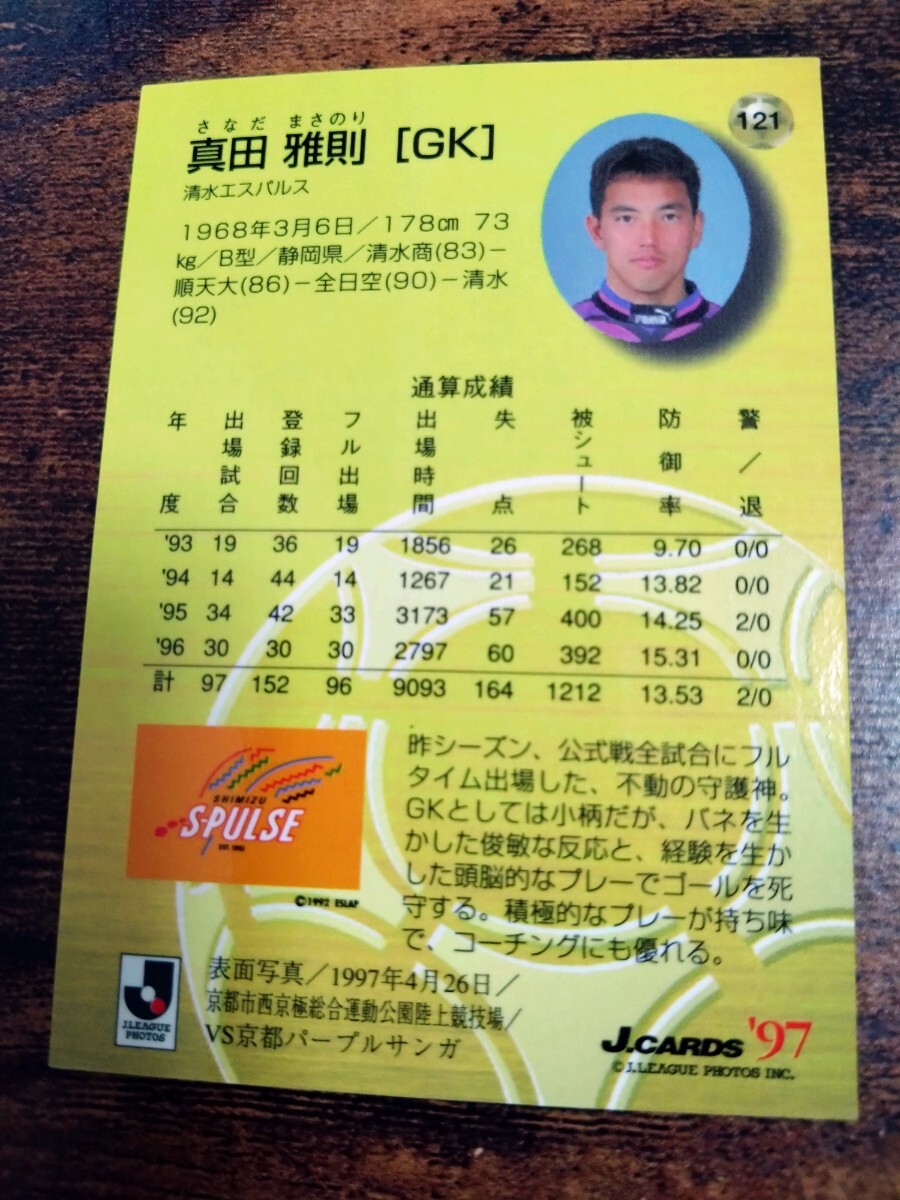 さなだ まさのり
真田 雅則 [GK]
121
清水エスパルス
1968年3月6日／178㎝ 73
㎏／B型／静岡県／清水商(83)−
順天大(86)−全日空(90)−清水
(92)
PUMA
通算成績
年度 出場試合 登録回数 フル出場 出場時間 失点 被シュート 防御率 警／退
'93 19 36 19 1856 26 268 9.70 0/0
'94 14 44 14 1267 21 152 13.82 0/0
'95 34 42 33 3173 57 400 14.25 2/0
'96 30 30 30 2797 60 392 15.31 0/0
計 97 152 96 9093 164 1212 13.53 2/0
昨シーズン、公式戦全試合にフル
タイム出場した、不動の守護神。
GKとしては小柄だが、バネを生
かした俊敏な反応と、経験を生か
した頭脳的なプレーでゴールを死
守する。積極的なプレーが持ち味
で、コーチングにも優れる。
SHIMIZU
S-PULSE
EST. 1992
©1992 ESLAP
表面写真／1997年4月26日／
京都市西京極総合運動公園陸上競技場／
VS京都パープルサンガ
J.LEAGUE
PHOTOS
J.CARDS '97
©J.LEAGUE PHOTOS INC.